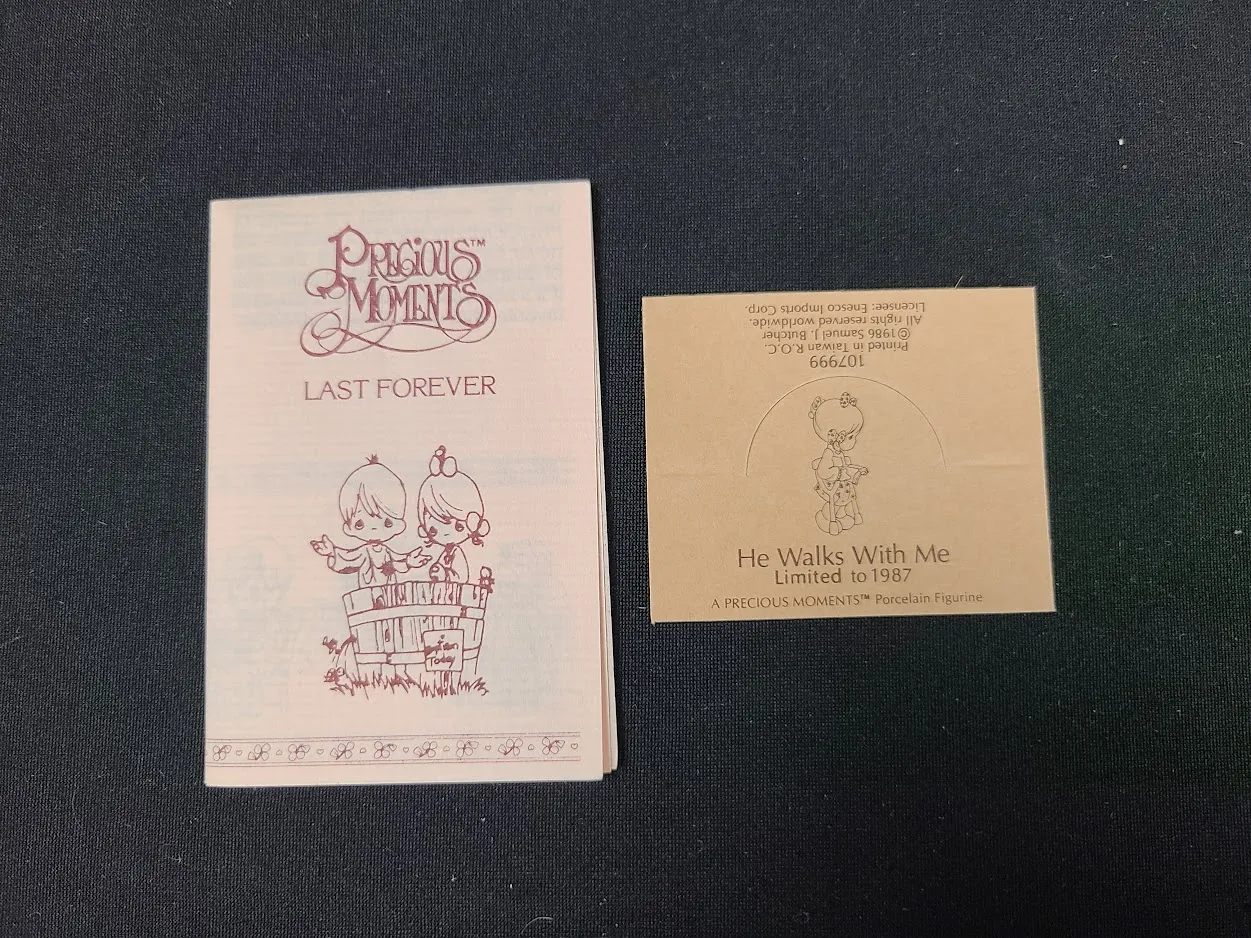 PRECIOUS™
MOMENTS
LAST FOREVER
Today
Licensee: Enesco Imports Corp.
All rights reserved worldwide.
©1986 Samuel J. Butcher
Printed in Taiwan R.O.C.
107999
He Walks With Me
Limited to 1987
A PRECIOUS MOMENTS™ Porcelain Figurine